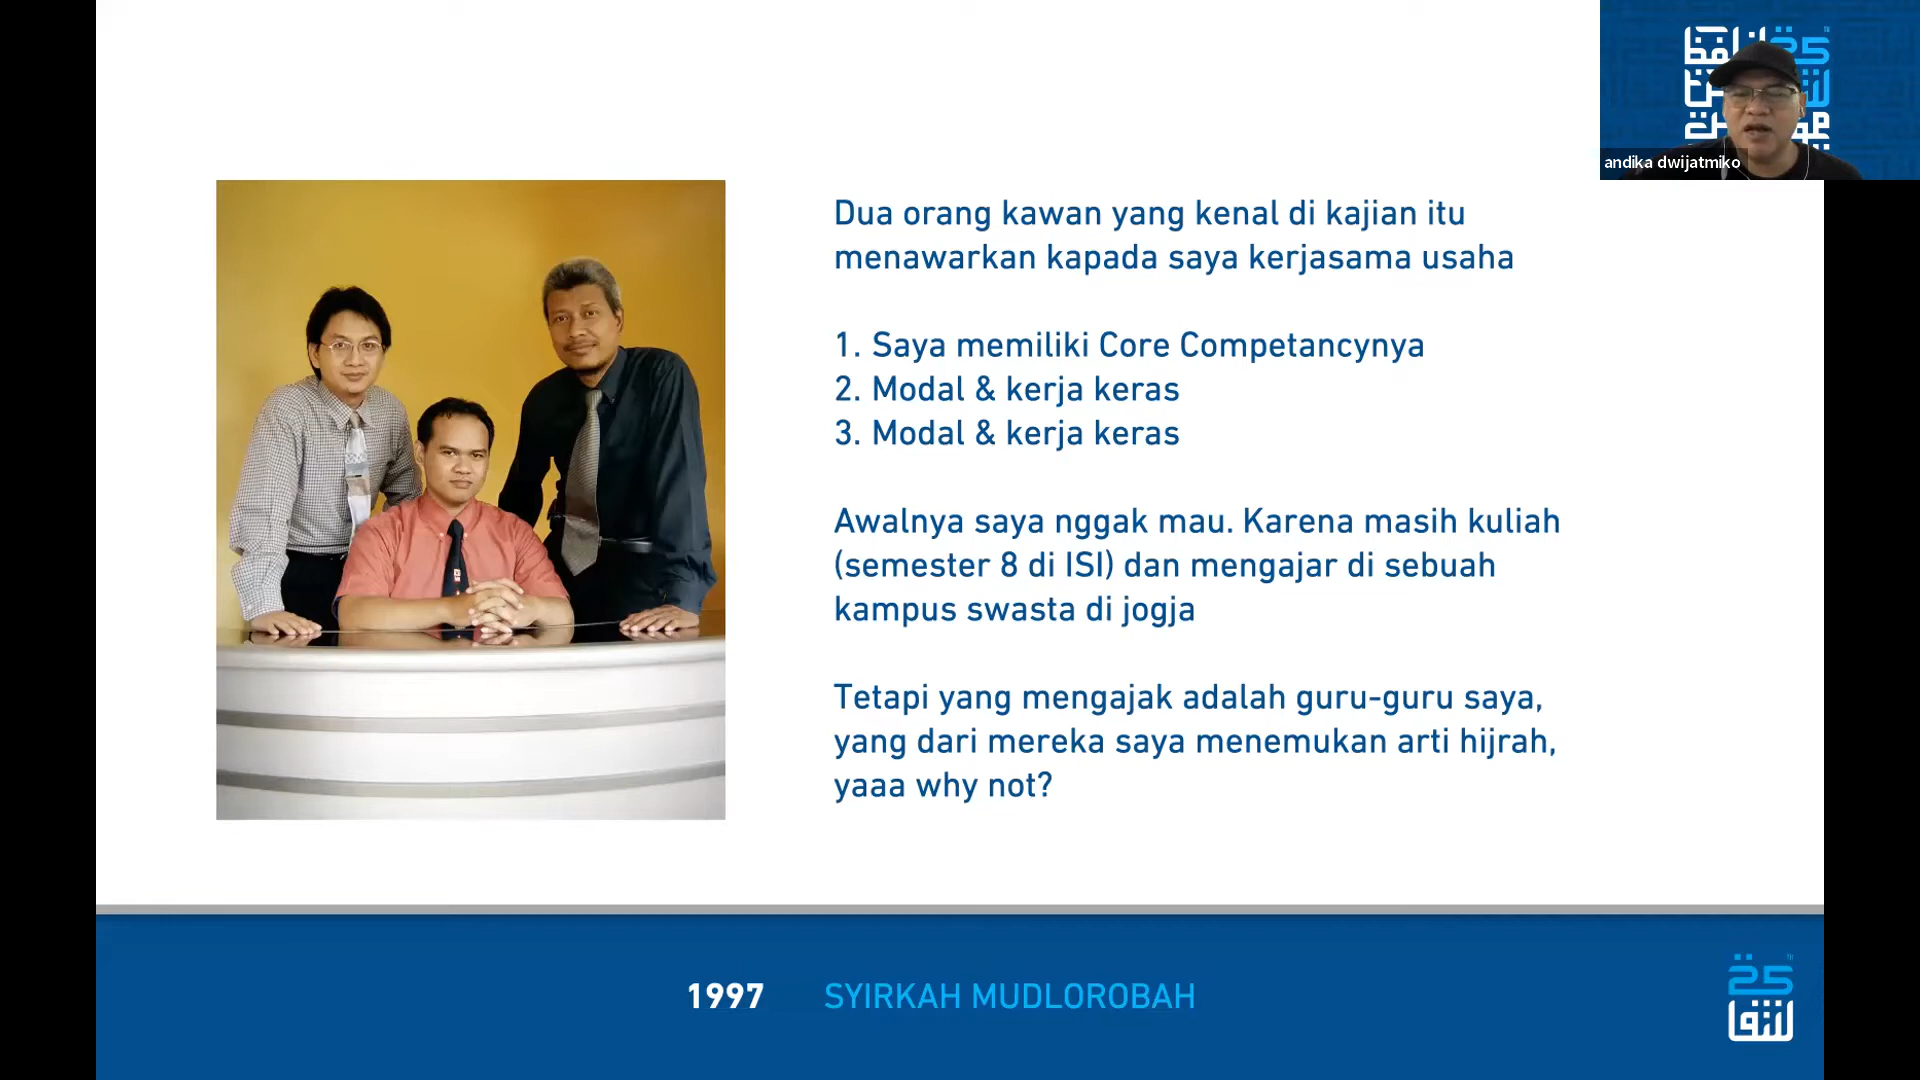 andika dwijatmiko
Dua orang kawan yang kenal di kajian itu
menawarkan kapada saya kerjasama usaha
1. Saya memiliki Core Competancynya
2. Modal & kerja keras
3. Modal & kerja keras
Awalnya saya nggak mau. Karena masih kuliah
(semester 8 di ISI) dan mengajar di sebuah
kampus swasta di jogja
Tetapi yang mengajak adalah guru-guru saya,
yang dari mereka saya menemukan arti hijrah,
yaaa why not?
1997 SYIRKAH MUDLOROBAH
25